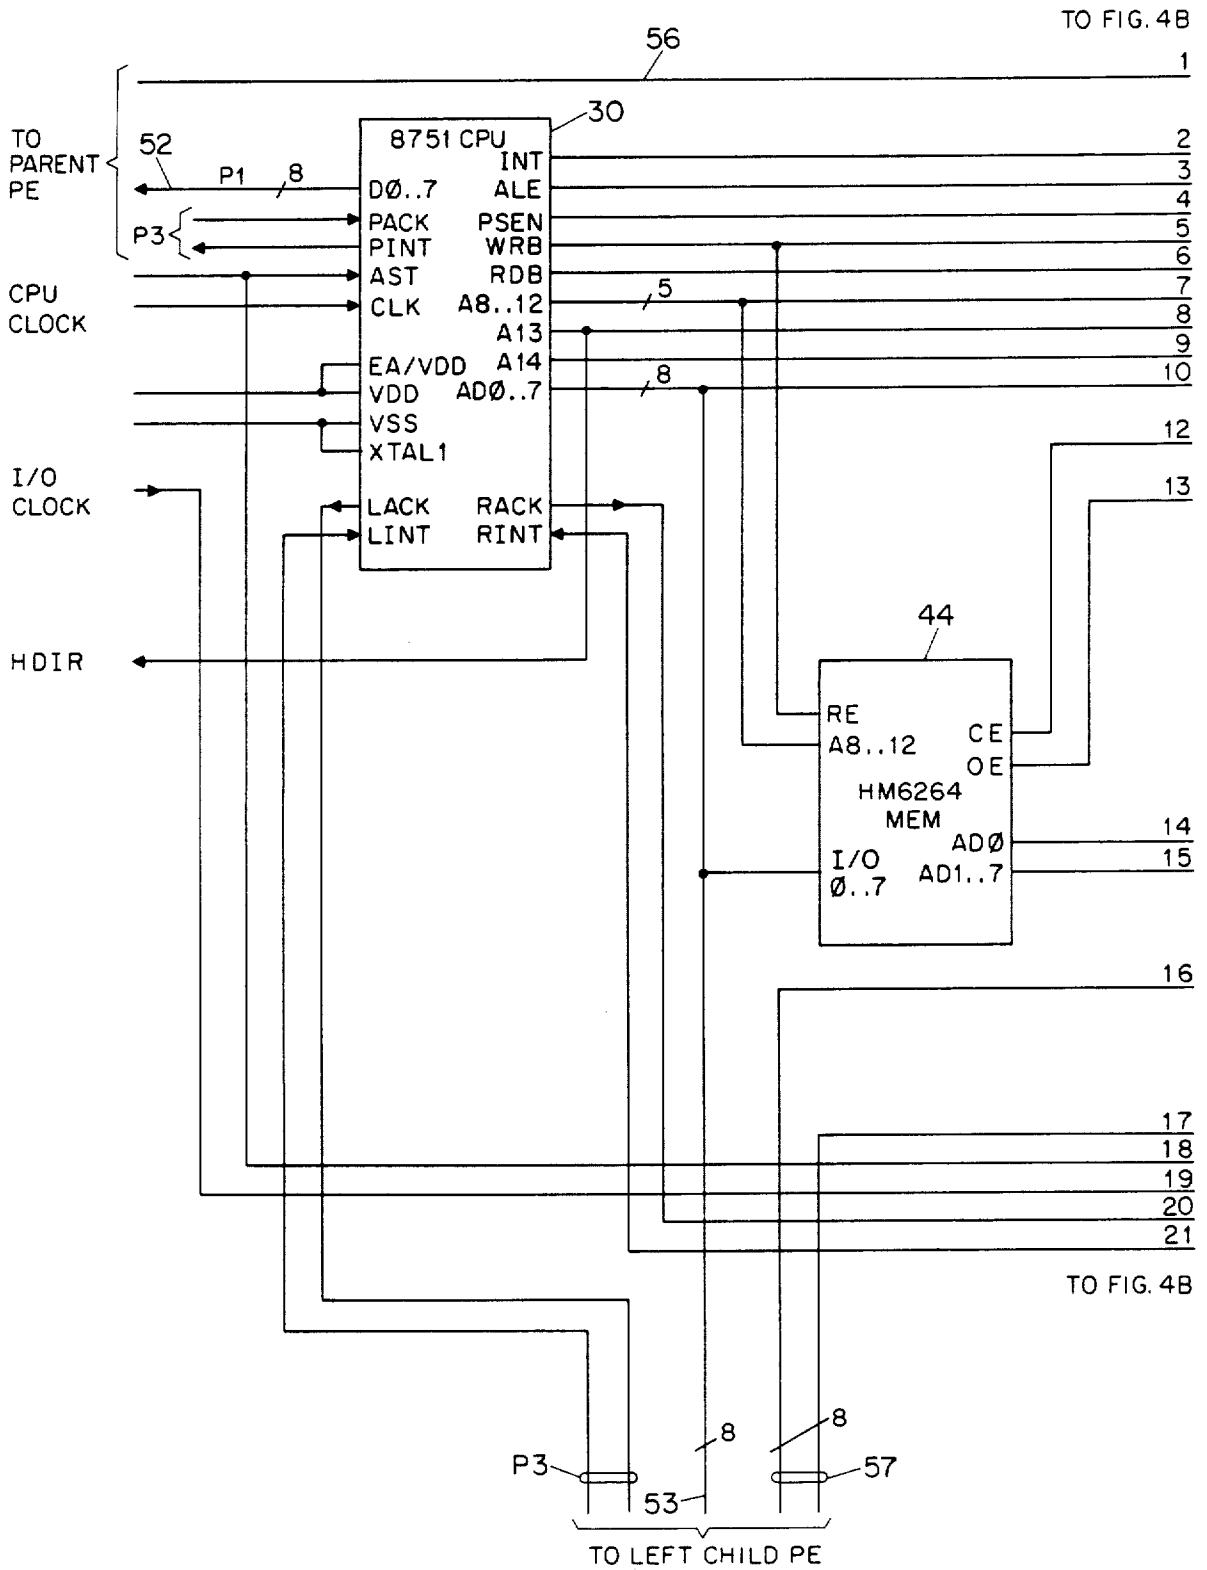 TO FIG. 4B
56
1
TO
PARENT
PE
52
P1
8
P3
30
8751 CPU
INT
DØ..7
ALE
PACK
PSEN
PINT
WRB
AST
RDB
CLK
A8..12
A13
EA/VDD
A14
VDD
ADØ..7
VSS
XTAL1
LACK
RACK
LINT
RINT
5
8
2
3
4
5
6
7
8
9
10
12
13
CPU
CLOCK
I/O
CLOCK
HDIR
44
RE
CE
A8..12
OE
HM6264
MEM
ADØ
I/O
Ø..7
AD1..7
14
15
16
17
18
19
20
21
TO FIG. 4B
8
8
P3
57
53
TO LEFT CHILD PE